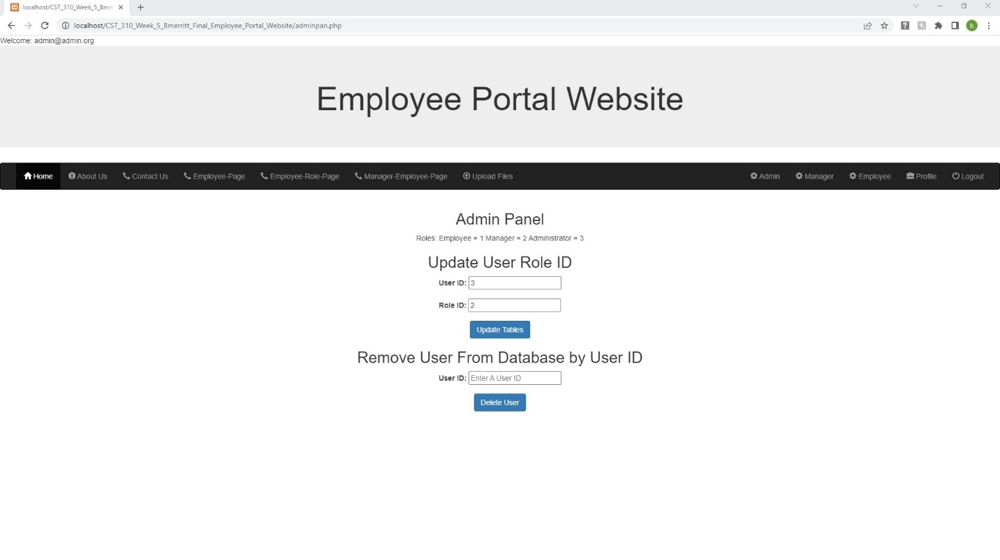 localhost/CST_310_Week_5_Bmer
localhost/CST_310_Week_5_Bmerritt_Final_Employee_Portal_Website/adminpan.php
b
Welcome: admin@admin.org
Employee Portal Website
Home About Us Contact Us Employee-Page Employee-Role-Page Manager-Employee-Page Upload Files Admin Manager Employee Profile Logout
Admin Panel
Roles: Employee = 1 Manager = 2 Administrator = 3
Update User Role ID
User ID: 3
Role ID: 2
Update Tables
Remove User From Database by User ID
User ID: Enter A User ID
Delete User